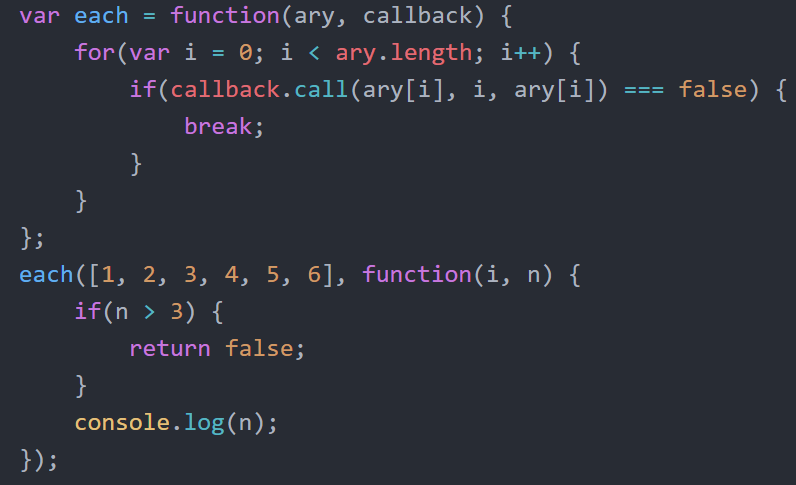 var each = function(ary, callback) {
    for(var i = 0; i < ary.length; i++) {
        if(callback.call(ary[i], i, ary[i]) === false) {
            break;
        }
    }
};
each([1, 2, 3, 4, 5, 6], function(i, n) {
    if(n > 3) {
        return false;
    }
    console.log(n);
});